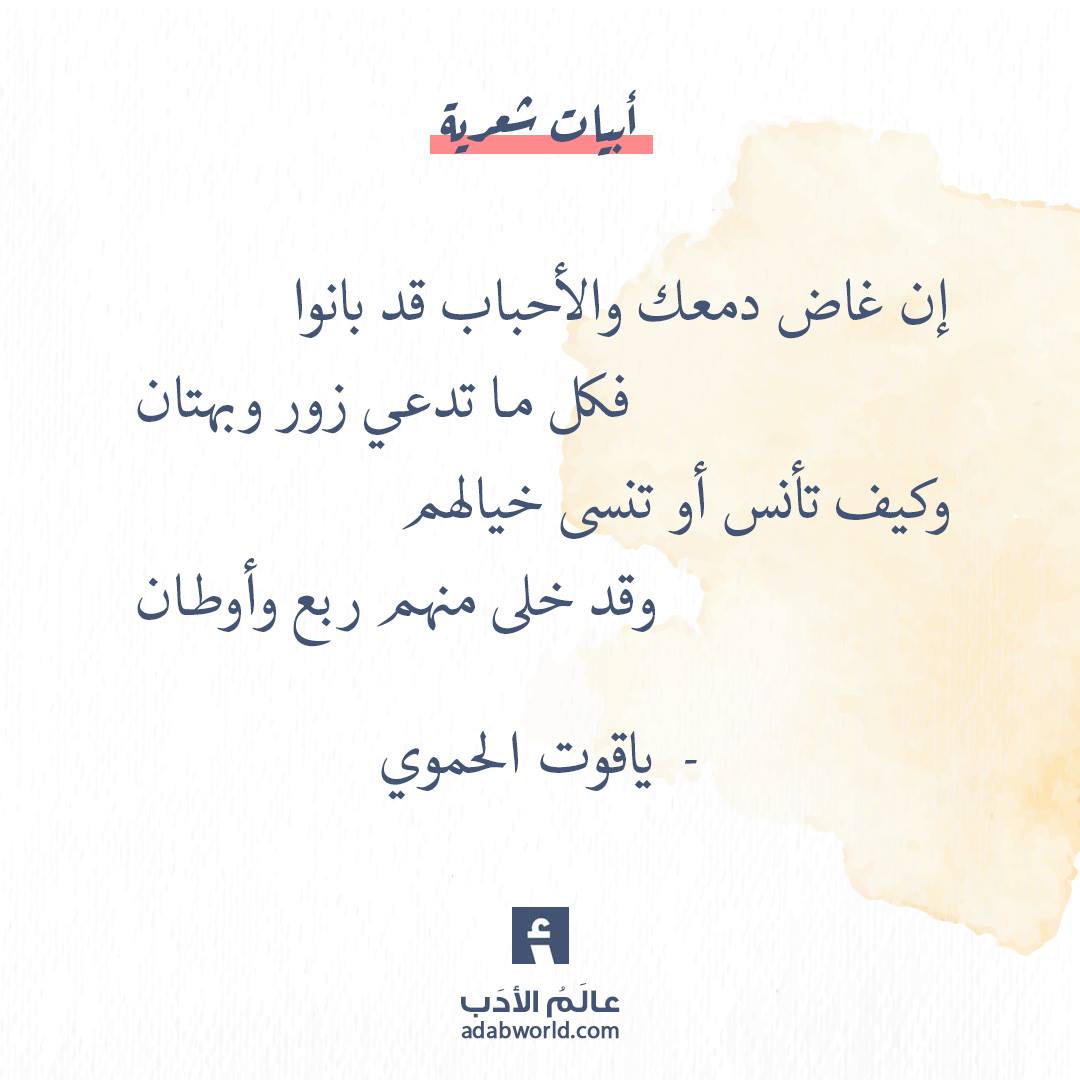 أبيات شعرية
إن غاض دمعك والأحباب قد بانوا
فكل ما تدعي زور وبهتان
وكيف تأنس أو تنسى خيالهم
وقد خلى منهم ربع وأوطان
- ياقوت الحموي
أ
عالَمُ الأدَب
adabworld.com